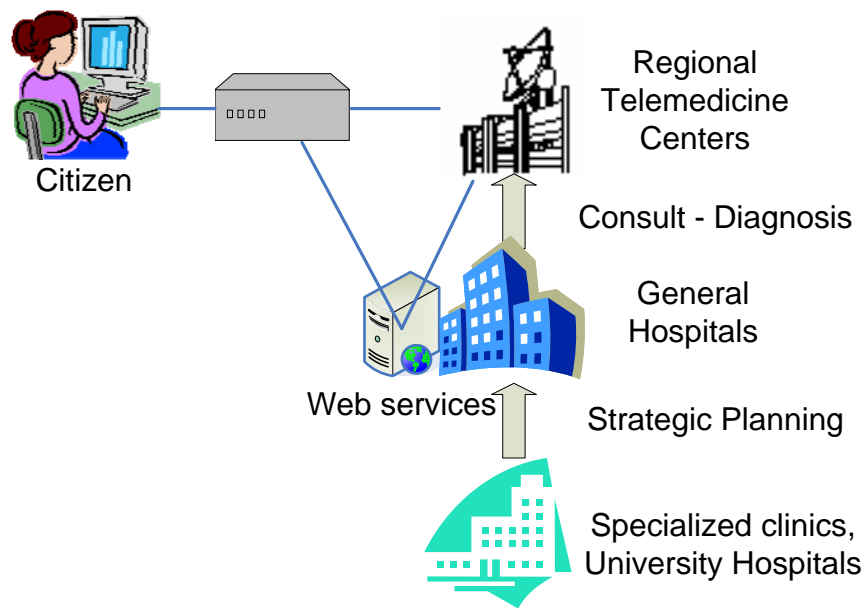 Regional
Telemedicine
Centers
Citizen
Consult - Diagnosis
General
Hospitals
Web services
Strategic Planning
Specialized clinics,
University Hospitals